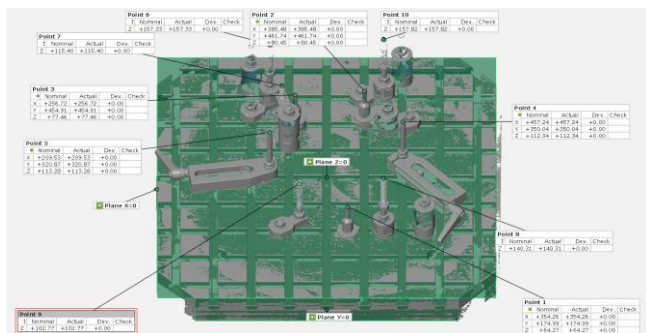 Point 6
Σ Nominal Actual Dev. Check
Z +157.33 +157.33 +0.00
Point 2
Nominal Actual Dev. Check
X +385.48 +385.48 +0.00
Y +461.74 +461.74 +0.00
Z +80.45 +80.45 +0.00
Point 10
Nominal Actual Dev. Check
Z +157.82 +157.82 +0.00
Point 7
Σ Nominal Actual Dev. Check
Z +115.40 +115.40 +0.00
Point 3
Nominal Actual Dev. Check
X +256.72 +256.72 +0.00
Y +454.91 +454.91 +0.00
Z +77.46 +77.46 +0.00
Point 4
Nominal Actual Dev. Check
X +457.24 +457.24 +0.00
Y +350.04 +350.04 +0.00
Z +112.34 +112.34 +0.00
Point 5
Nominal Actual Dev. Check
X +209.53 +209.53 +0.00
Y +320.87 +320.87 +0.00
Z +113.28 +113.28 +0.00
Plane Z=0
Plane X=0
Point 8
Σ Nominal Actual Dev. Check
Z +140.31 +140.31 +0.00
Point 9
Σ Nominal Actual Dev. Check
Z +102.77 +102.77 +0.00
Plane Y=0
Point 1
Nominal Actual Dev. Check
X +354.26 +354.26 +0.00
Y +174.99 +174.99 +0.00
Z +64.27 +64.27 +0.00